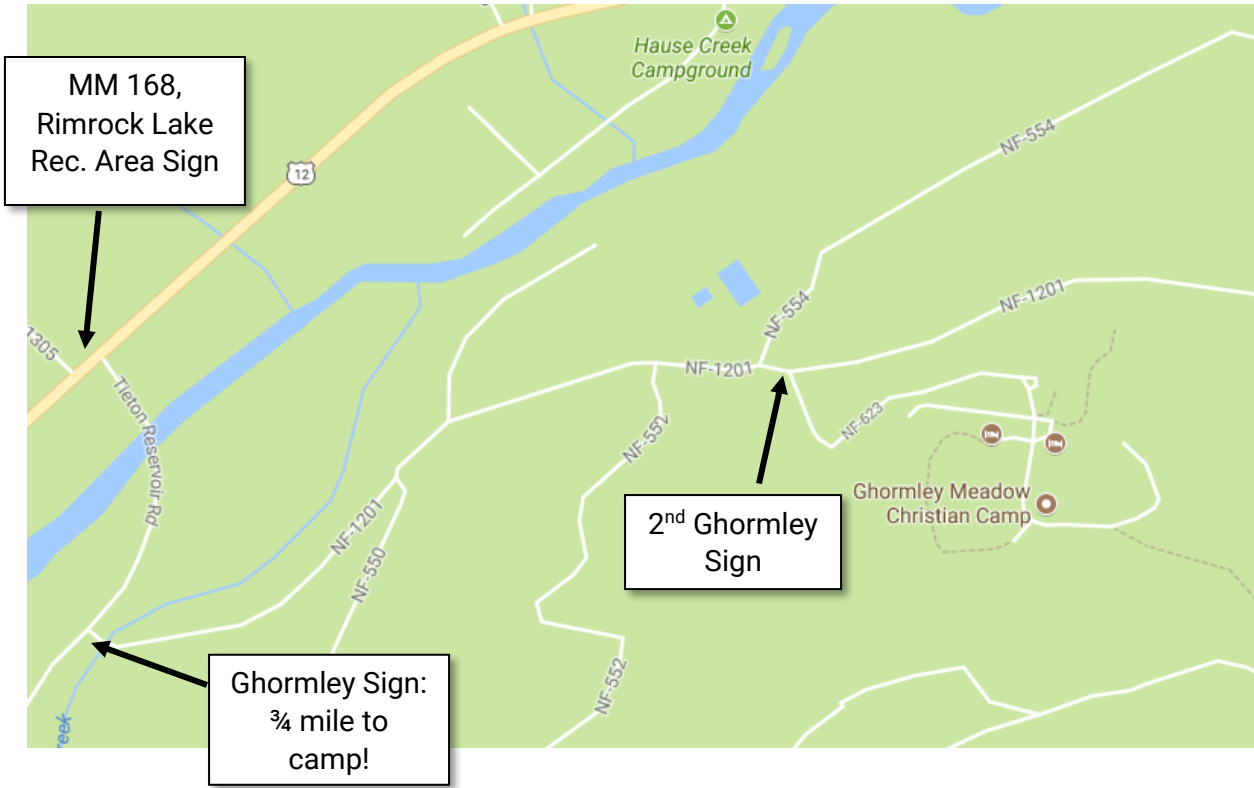 Hause Creek
Campground
MM 168,
Rimrock Lake
Rec. Area Sign
12
NF-554
1305
Tieton Reservoir Rd
NF-554
NF-1201
NF-1201
NF-552
NF-623
Ghormley Meadow
Christian Camp
2nd Ghormley
Sign
NF-1201
NF-550
NF-552
Ghormley Sign:
¾ mile to
camp!
reek